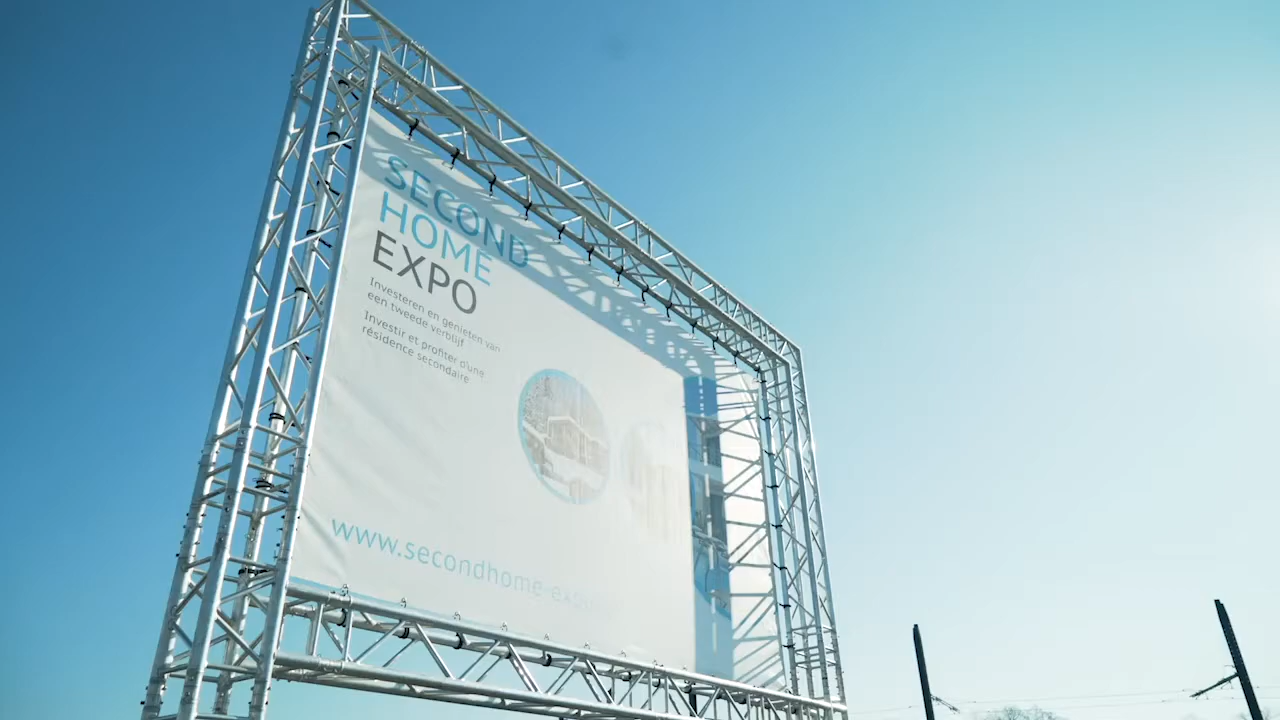 SECOND
HOME
EXPO
Investeren en genieten van
een tweede verblijf
Investir et profiter d'une
résidence secondaire
www.secondhome-expo